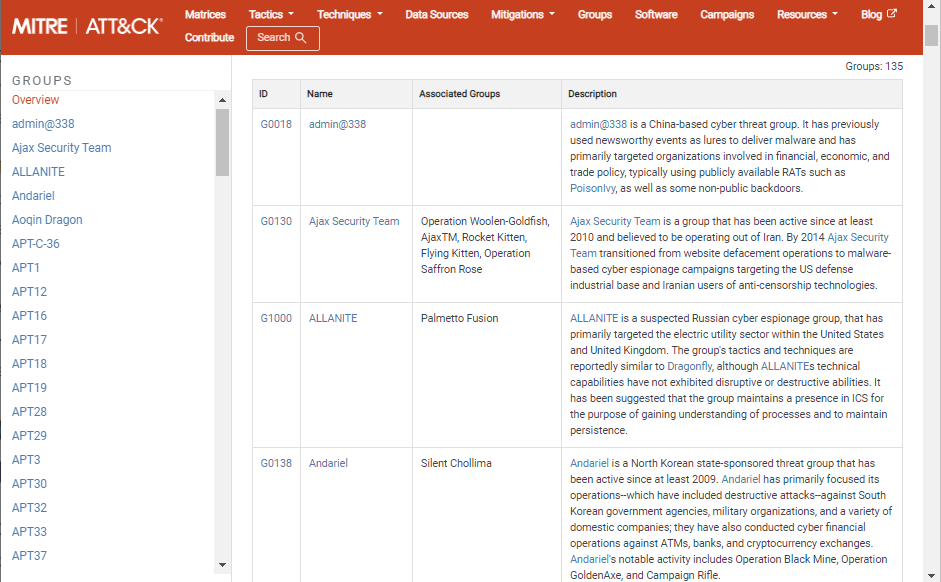 MITRE | ATT&CK®
Matrices Tactics Techniques Data Sources Mitigations Groups Software Campaigns Resources Blog
Contribute Search
GROUPS
Overview
admin@338
Ajax Security Team
ALLANITE
Andariel
Aoqin Dragon
APT-C-36
APT1
APT12
APT16
APT17
APT18
APT19
APT28
APT29
APT3
APT30
APT32
APT33
APT37
Groups: 135
ID Name Associated Groups Description
G0018 admin@338
admin@338 is a China-based cyber threat group. It has previously
used newsworthy events as lures to deliver malware and has
primarily targeted organizations involved in financial, economic, and
trade policy, typically using publicly available RATs such as
PoisonIvy, as well as some non-public backdoors.
G0130 Ajax Security Team
Operation Woolen-Goldfish,
AjaxTM, Rocket Kitten,
Flying Kitten, Operation
Saffron Rose
Ajax Security Team is a group that has been active since at least
2010 and believed to be operating out of Iran. By 2014 Ajax Security
Team transitioned from website defacement operations to malware-
based cyber espionage campaigns targeting the US defense
industrial base and Iranian users of anti-censorship technologies.
G1000 ALLANITE Palmetto Fusion
ALLANITE is a suspected Russian cyber espionage group, that has
primarily targeted the electric utility sector within the United States
and United Kingdom. The group's tactics and techniques are
reportedly similar to Dragonfly, although ALLANITEs technical
capabilities have not exhibited disruptive or destructive abilities. It
has been suggested that the group maintains a presence in ICS for
the purpose of gaining understanding of processes and to maintain
persistence.
G0138 Andariel Silent Chollima
Andariel is a North Korean state-sponsored threat group that has
been active since at least 2009. Andariel has primarily focused its
operations--which have included destructive attacks--against South
Korean government agencies, military organizations, and a variety of
domestic companies; they have also conducted cyber financial
operations against ATMs, banks, and cryptocurrency exchanges.
Andariel's notable activity includes Operation Black Mine, Operation
GoldenAxe, and Campaign Rifle.